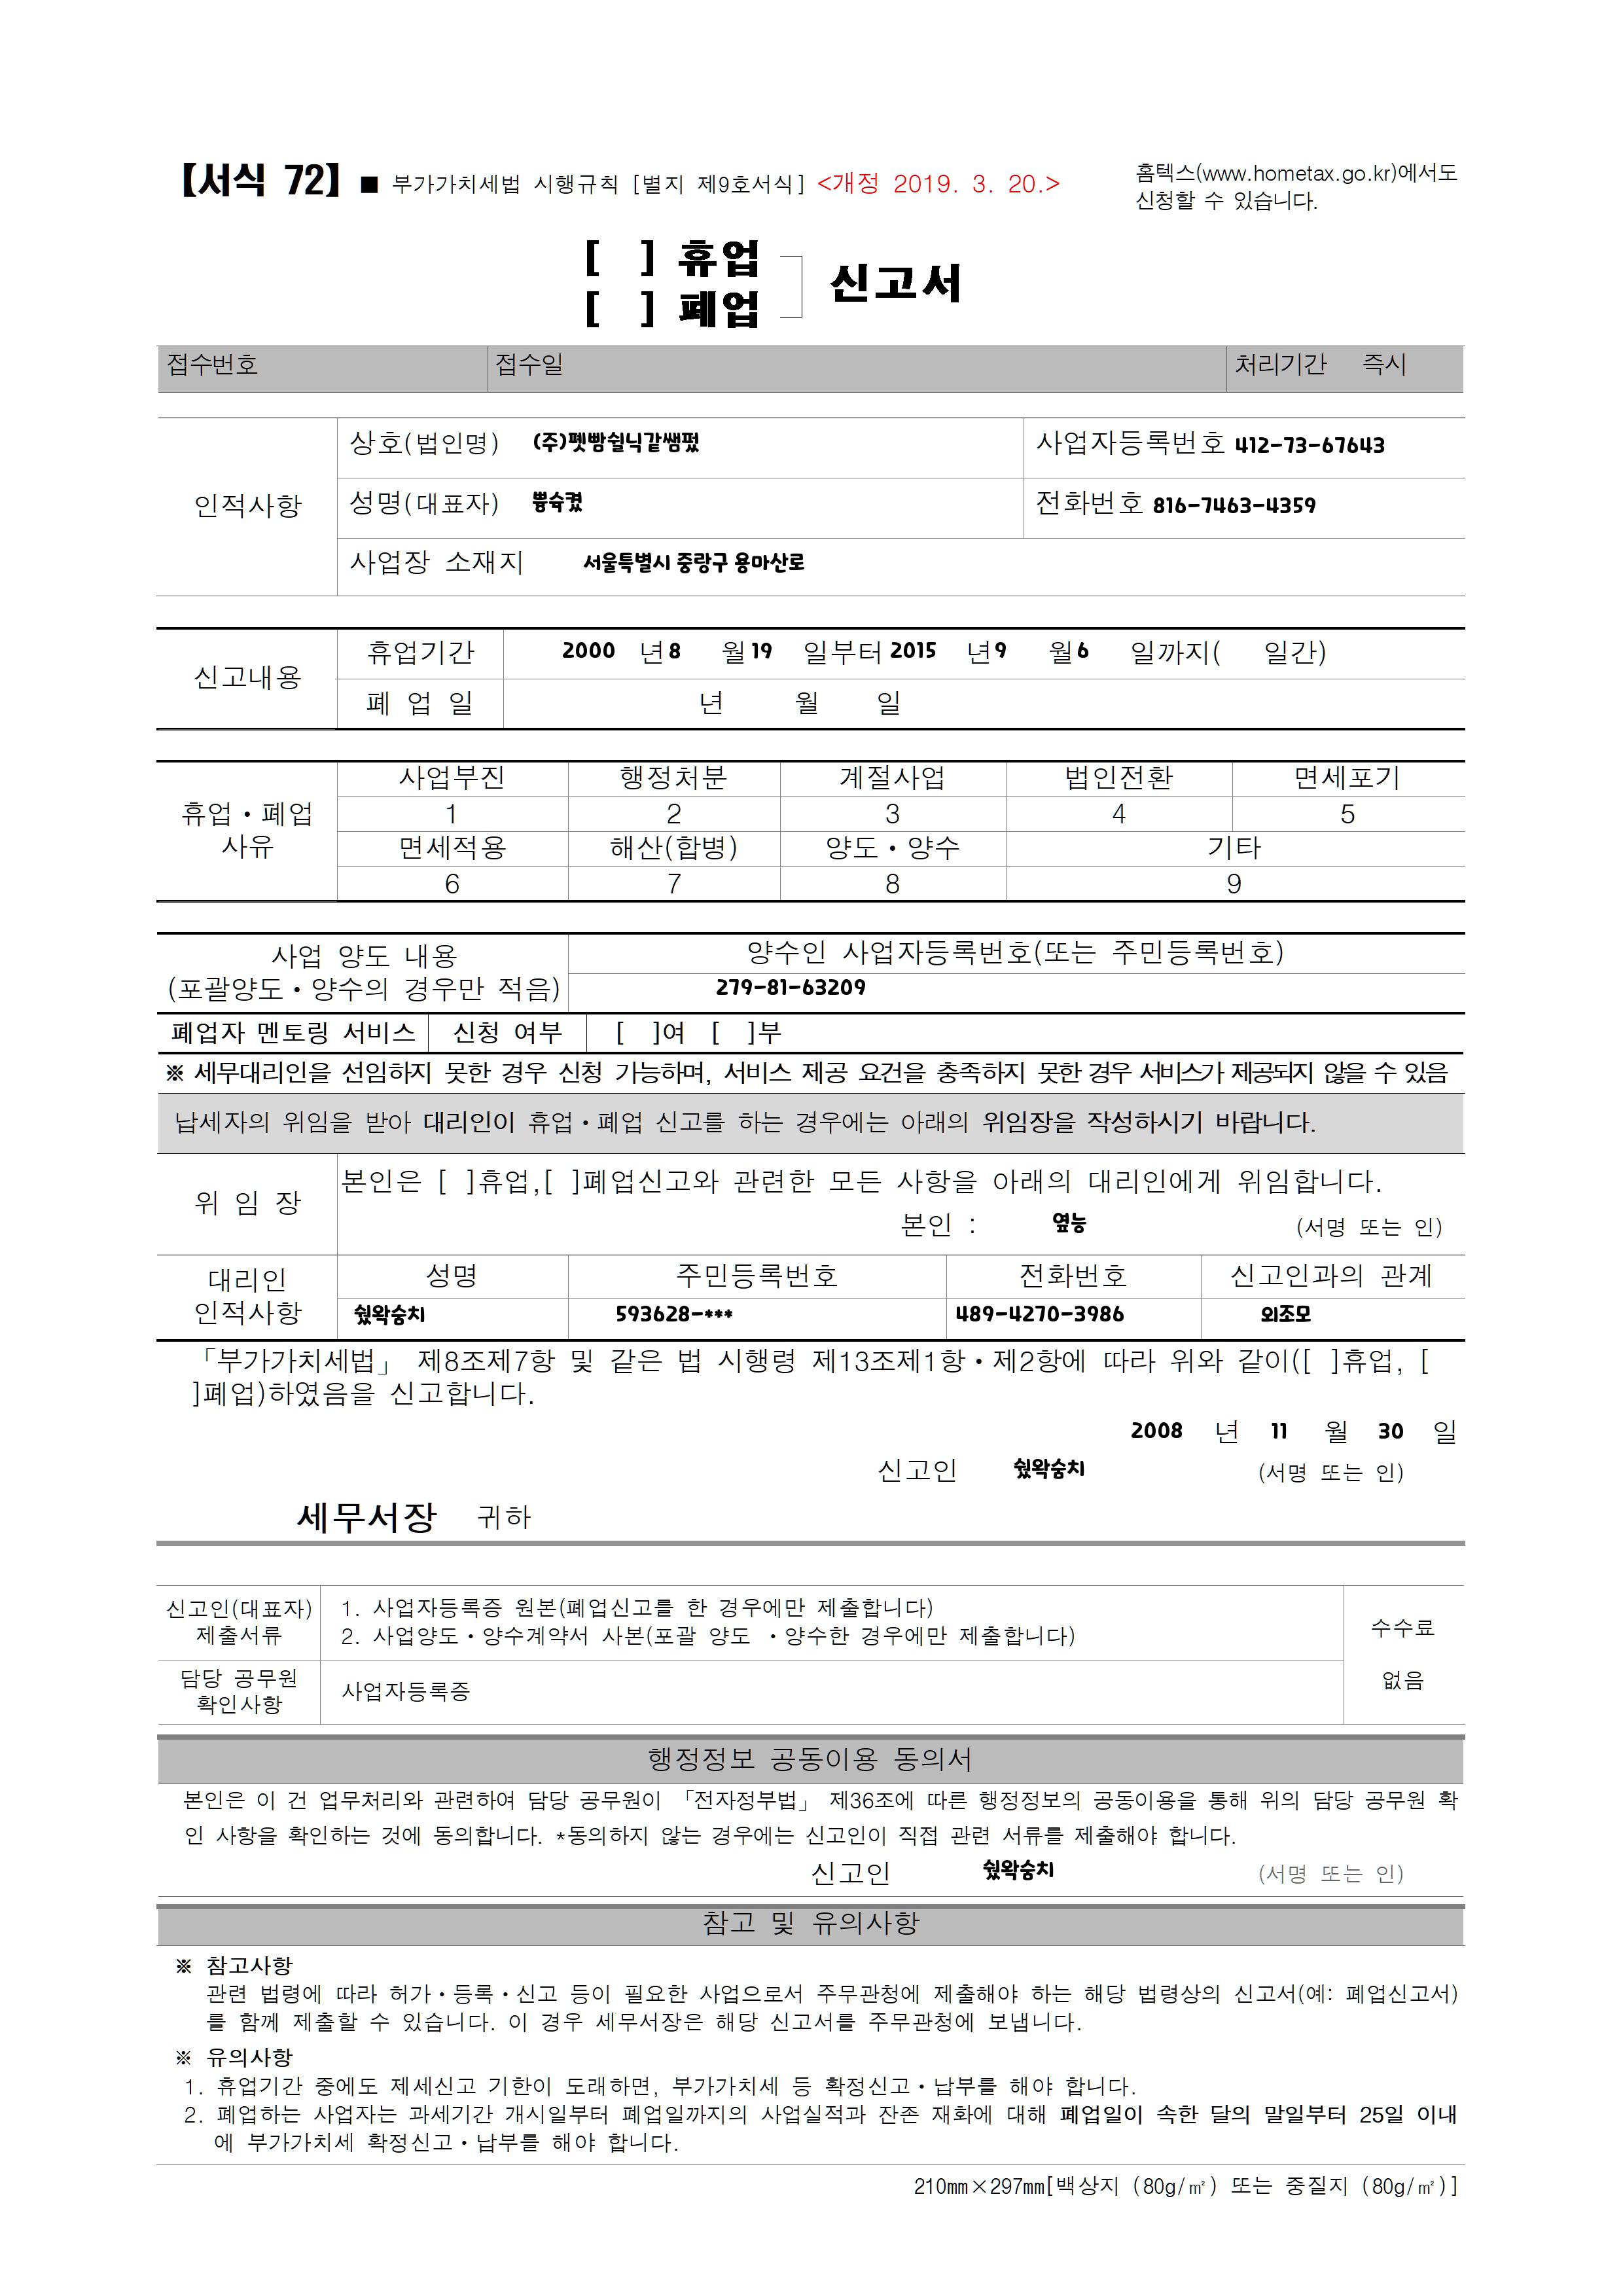 【서식 72】 ■ 부가가치세법 시행규칙 [별지 제9호서식] <개정 2019. 3. 20.>
홈텍스(www.hometax.go.kr)에서도
신청할 수 있습니다.
[ ] 휴업
[ ] 폐업
신고서
접수번호 접수일 처리기간 즉시
인적사항
상호(법인명) (주)펫빰쉴닉같쌤펐 사업자등록번호 412-73-67643
성명(대표자) 쁑슉켰 전화번호 816-7463-4359
사업장 소재지 서울특별시 중랑구 용마산로
신고내용
휴업기간 2000 년 8 월 19 일부터 2015 년 9 월 6 일까지( 일간)
폐 업 일 년 월 일
휴업·폐업
사유
사업부진 행정처분 계절사업 법인전환 면세포기
1 2 3 4 5
면세적용 해산(합병) 양도·양수 기타
6 7 8 9
사업 양도 내용
(포괄양도·양수의 경우만 적음)
양수인 사업자등록번호(또는 주민등록번호)
279-81-63209
폐업자 멘토링 서비스 신청 여부 [ ]여 [ ]부
※ 세무대리인을 선임하지 못한 경우 신청 가능하며, 서비스 제공 요건을 충족하지 못한 경우 서비스가 제공되지 않을 수 있음
납세자의 위임을 받아 대리인이 휴업·폐업 신고를 하는 경우에는 아래의 위임장을 작성하시기 바랍니다.
위 임 장
본인은 [ ]휴업,[ ]폐업신고와 관련한 모든 사항을 아래의 대리인에게 위임합니다.
본인 : 옆능 (서명 또는 인)
대리인
인적사항
성명 주민등록번호 전화번호 신고인과의 관계
쉈왁숭치 593628-*** 489-4270-3986 외조모
「부가가치세법」 제8조제7항 및 같은 법 시행령 제13조제1항·제2항에 따라 위와 같이([ ]휴업, [
]폐업)하였음을 신고합니다.
2008 년 11 월 30 일
신고인 쉈왁숭치 (서명 또는 인)
세무서장 귀하
신고인(대표자)
제출서류
1. 사업자등록증 원본(폐업신고를 한 경우에만 제출합니다)
2. 사업양도·양수계약서 사본(포괄 양도 ·양수한 경우에만 제출합니다)
수수료
없음
담당 공무원
확인사항
사업자등록증
행정정보 공동이용 동의서
본인은 이 건 업무처리와 관련하여 담당 공무원이 「전자정부법」 제36조에 따른 행정정보의 공동이용을 통해 위의 담당 공무원 확
인 사항을 확인하는 것에 동의합니다. *동의하지 않는 경우에는 신고인이 직접 관련 서류를 제출해야 합니다.
신고인 쉈왁숭치 (서명 또는 인)
참고 및 유의사항
※ 참고사항
관련 법령에 따라 허가·등록·신고 등이 필요한 사업으로서 주무관청에 제출해야 하는 해당 법령상의 신고서(예: 폐업신고서)
를 함께 제출할 수 있습니다. 이 경우 세무서장은 해당 신고서를 주무관청에 보냅니다.
※ 유의사항
1. 휴업기간 중에도 제세신고 기한이 도래하면, 부가가치세 등 확정신고·납부를 해야 합니다.
2. 폐업하는 사업자는 과세기간 개시일부터 폐업일까지의 사업실적과 잔존 재화에 대해 폐업일이 속한 달의 말일부터 25일 이내
에 부가가치세 확정신고·납부를 해야 합니다.
210㎜×297㎜[백상지 (80g/㎡) 또는 중질지 (80g/㎡)]